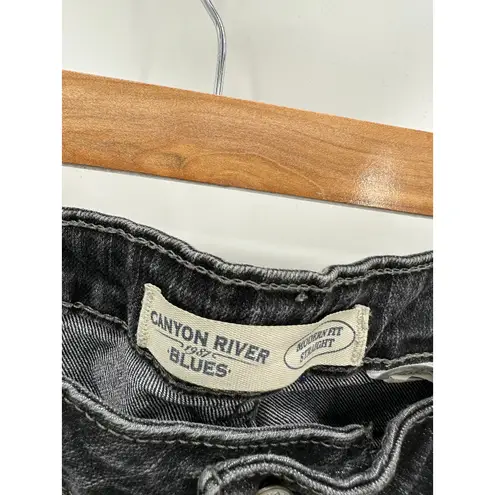 CANYON RIVER
1987
BLUES
MODERN FIT
STRAIGHT